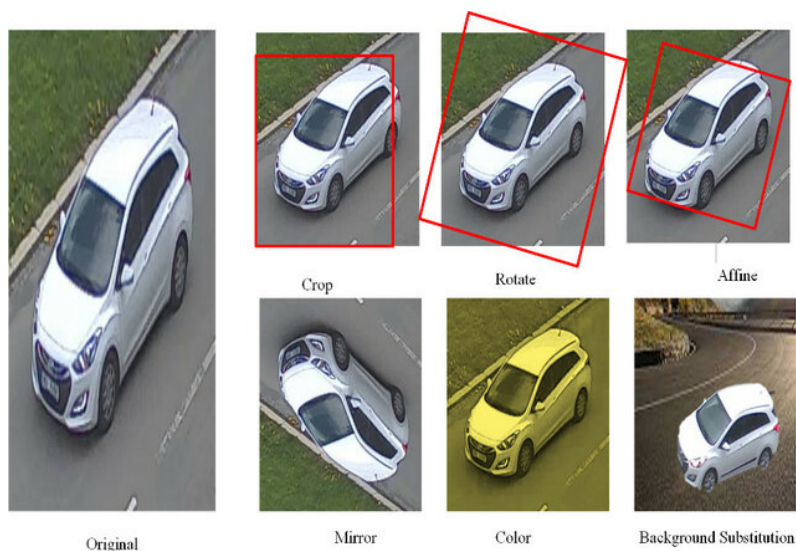 Crop
Rotate
Affine
Original
Mirror
Color
Background Substitution